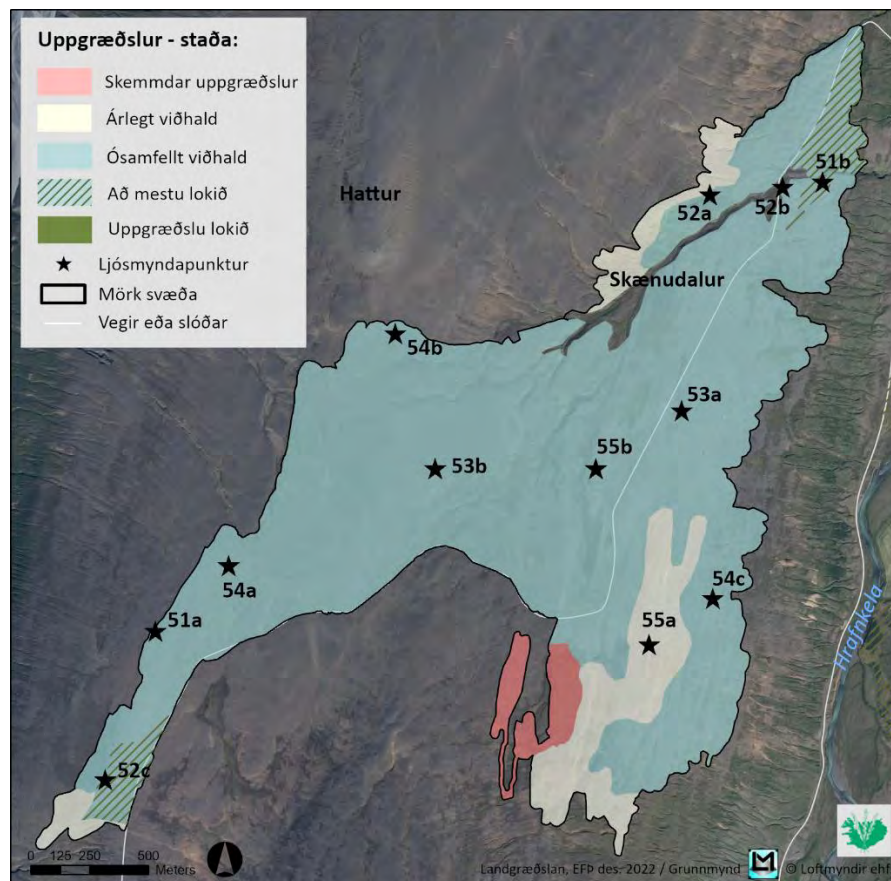 Uppgræðslur - staða:
Skemmdar uppgræðslur
Árlegt viðhald
Ósamfellt viðhald
Að mestu lokið
Uppgræðslu lokið
Ljósmyndapunktur
Mörk svæða
Vegir eða slóðar
Hattur
51b
52a
52b
Skænudalur
54b
53a
53b
55b
54a
54c
51a
55a
Hrafnkela
52c
0 125 250 500
Meters
Landgræðslan, EFÞ des. 2022 / Grunnmynd © Loftmyndir ehf